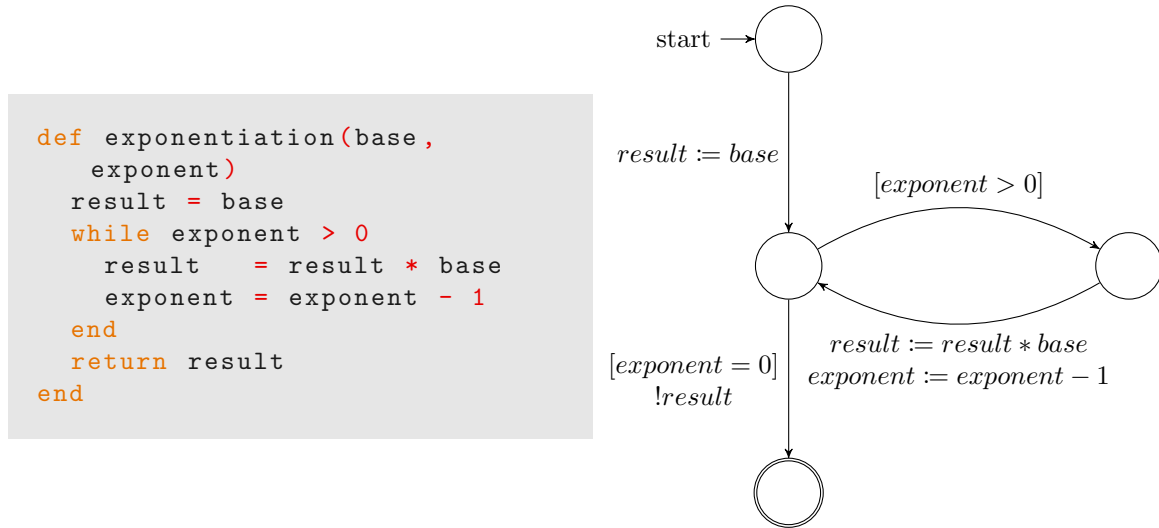 def exponentiation(base,
exponent)
result = base
while exponent > 0
result = result * base
exponent = exponent - 1
end
return result
end
start
result := base
[exponent > 0]
result := result * base
exponent := exponent − 1
[exponent = 0]
!result